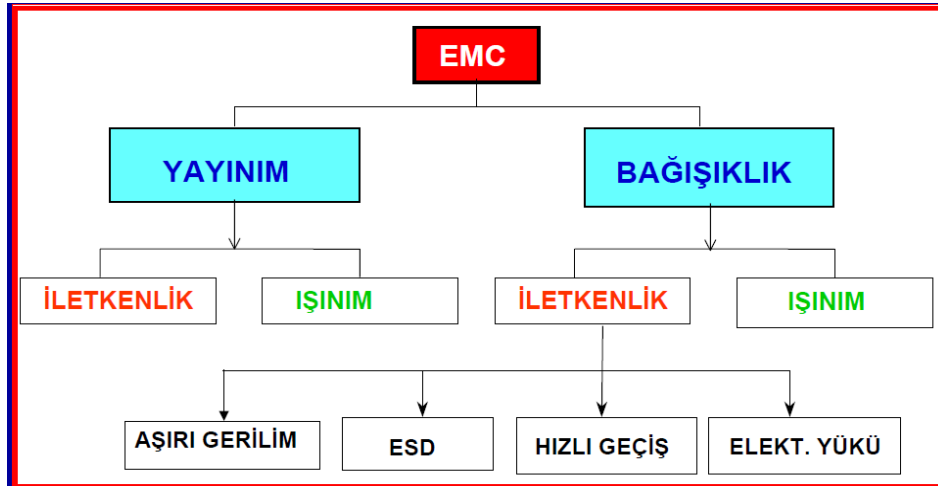 EMC
YAYINIM
BAĞIŞIKLIK
İLETKENLİK
IŞINIM
İLETKENLİK
IŞINIM
AŞIRI GERİLİM
ESD
HIZLI GEÇİŞ
ELEKT. YÜKÜ